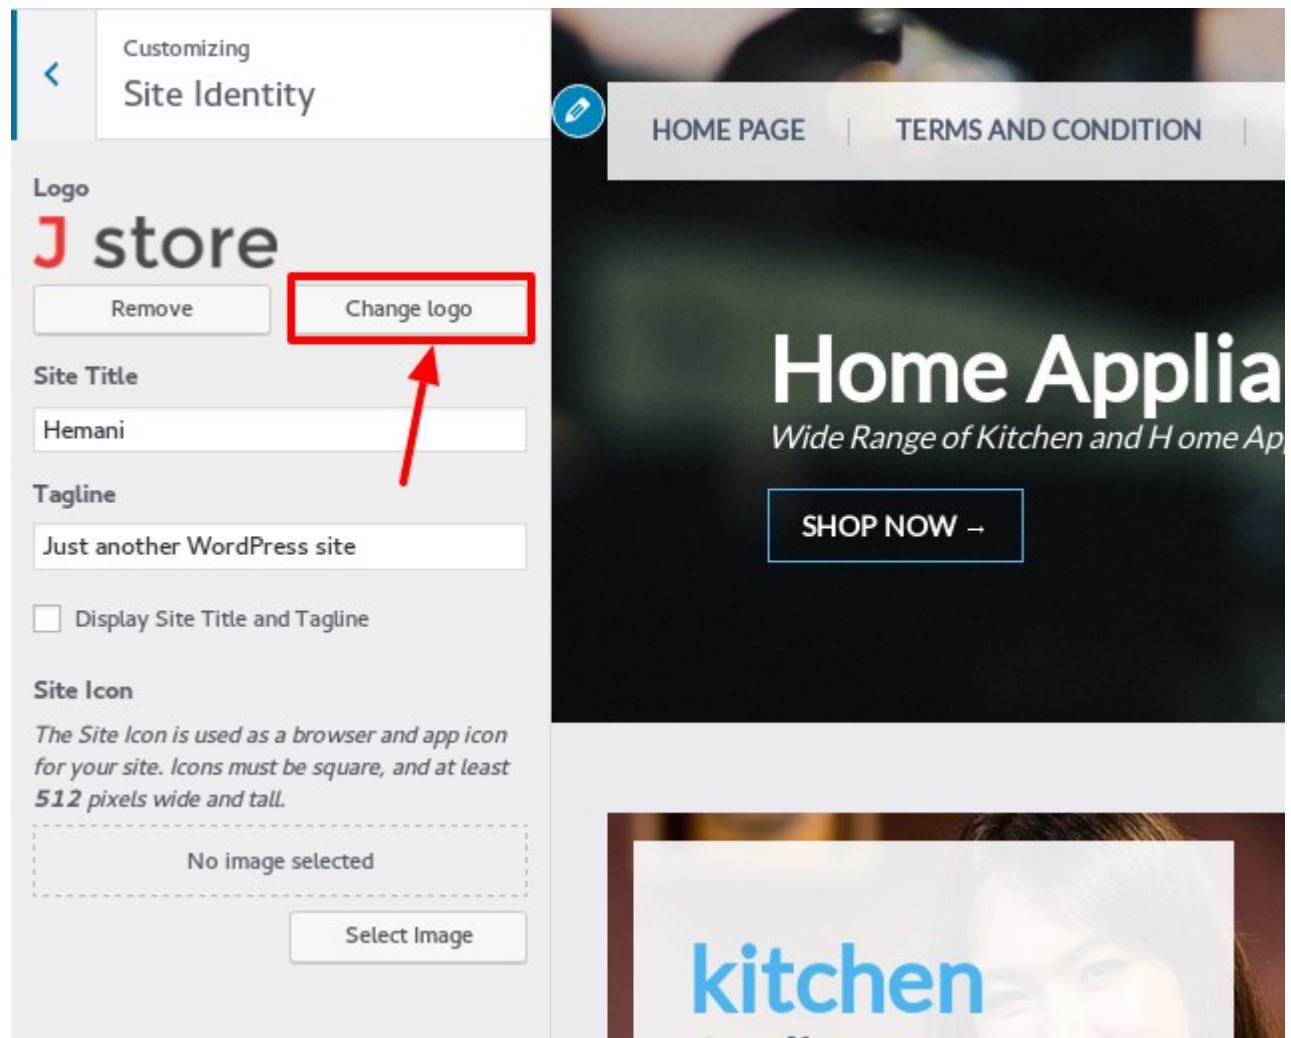 Customizing
Site Identity
Logo
J store
Remove
Change logo
Site Title
Hemani
Tagline
Just another WordPress site
Display Site Title and Tagline
Site Icon
The Site Icon is used as a browser and app icon
for your site. Icons must be square, and at least
512 pixels wide and tall.
No image selected
Select Image
HOME PAGE
TERMS AND CONDITION
Home Applia
Wide Range of Kitchen and H ome Ap
SHOP NOW →
kitchen